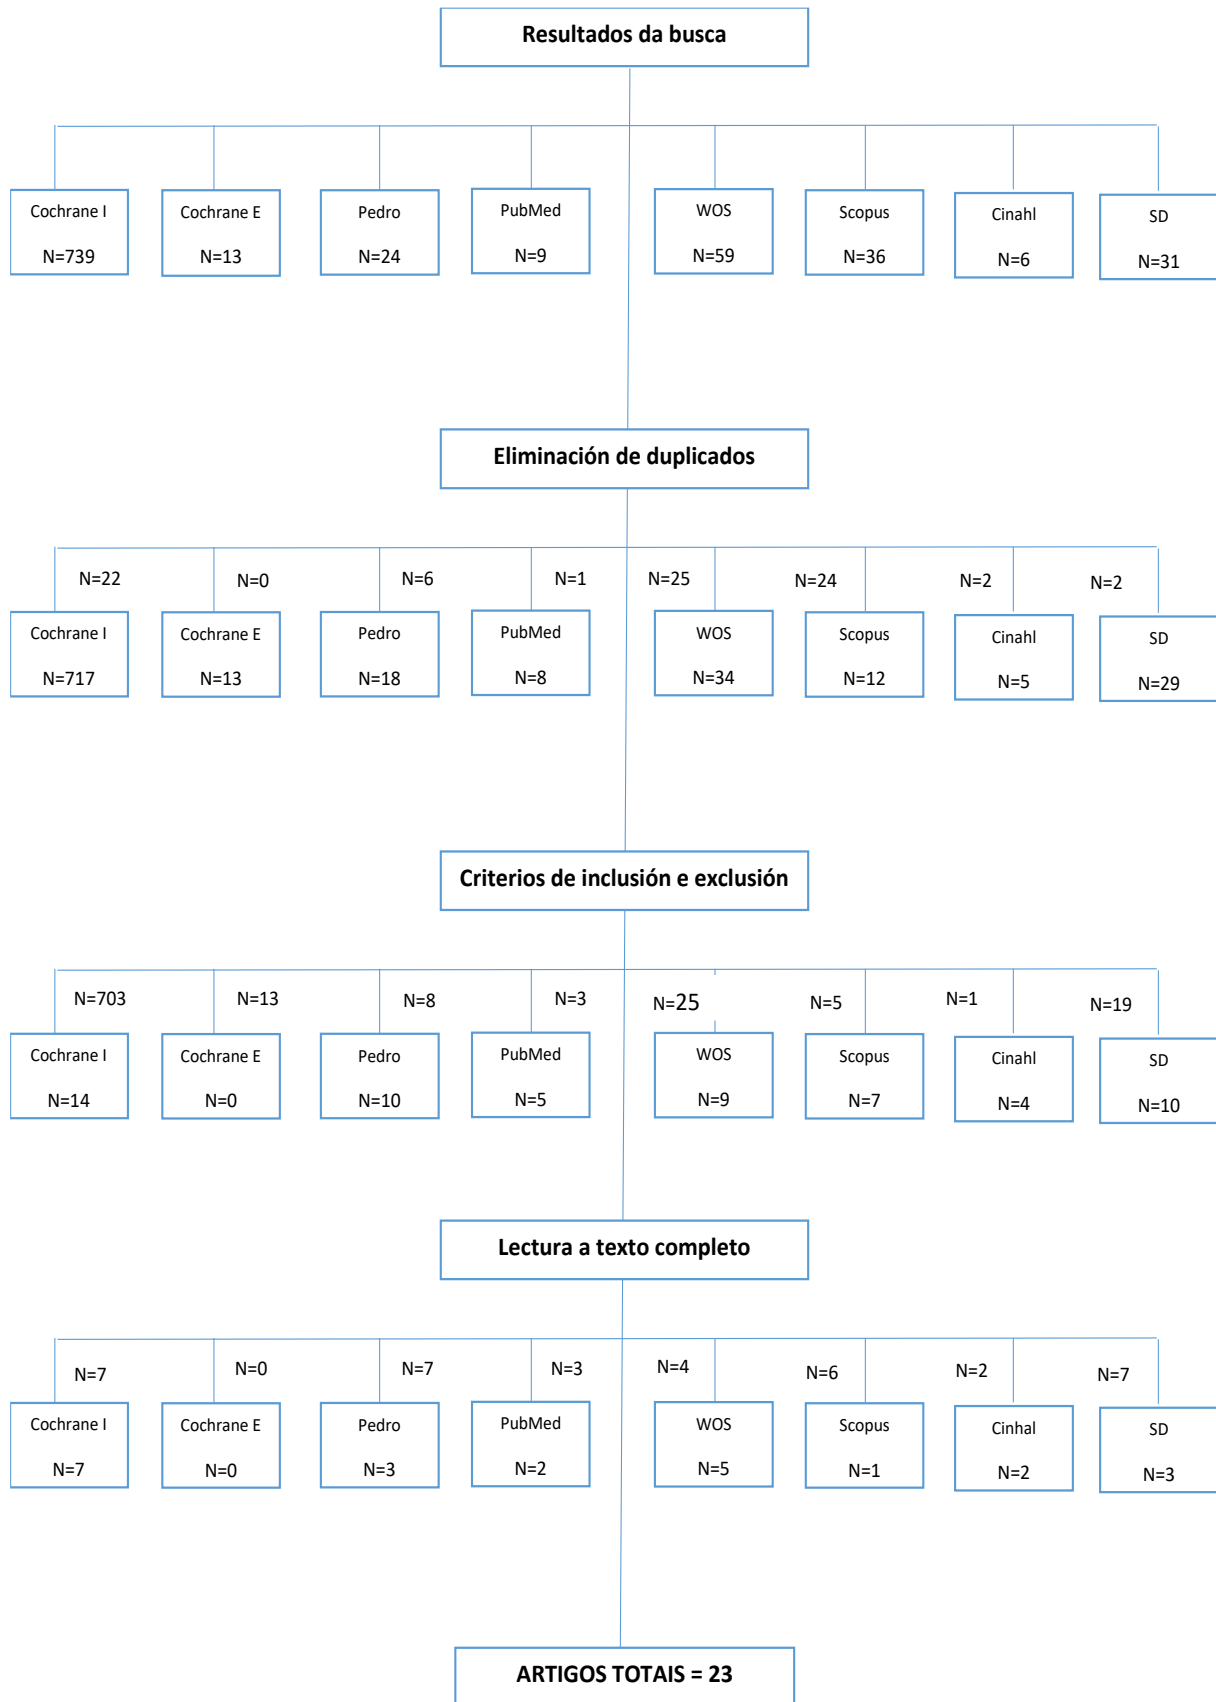 Resultados da busca
Cochrane I
N=739
Cochrane E
N=13
Pedro
N=24
PubMed
N=9
WOS
N=59
Scopus
N=36
Cinahl
N=6
SD
N=31
Eliminación de duplicados
N=22
N=0
N=6
N=1
N=25
N=24
N=2
N=2
Cochrane I
N=717
Cochrane E
N=13
Pedro
N=18
PubMed
N=8
WOS
N=34
Scopus
N=12
Cinahl
N=5
SD
N=29
Criterios de inclusión e exclusión
N=703
N=13
N=8
N=3
N=25
N=5
N=1
N=19
Cochrane I
N=14
Cochrane E
N=0
Pedro
N=10
PubMed
N=5
WOS
N=9
Scopus
N=7
Cinahl
N=4
SD
N=10
Lectura a texto completo
N=7
N=0
N=7
N=3
N=4
N=6
N=2
N=7
Cochrane I
N=7
Cochrane E
N=0
Pedro
N=3
PubMed
N=2
WOS
N=5
Scopus
N=1
Cinhal
N=2
SD
N=3
ARTIGOS TOTAIS = 23